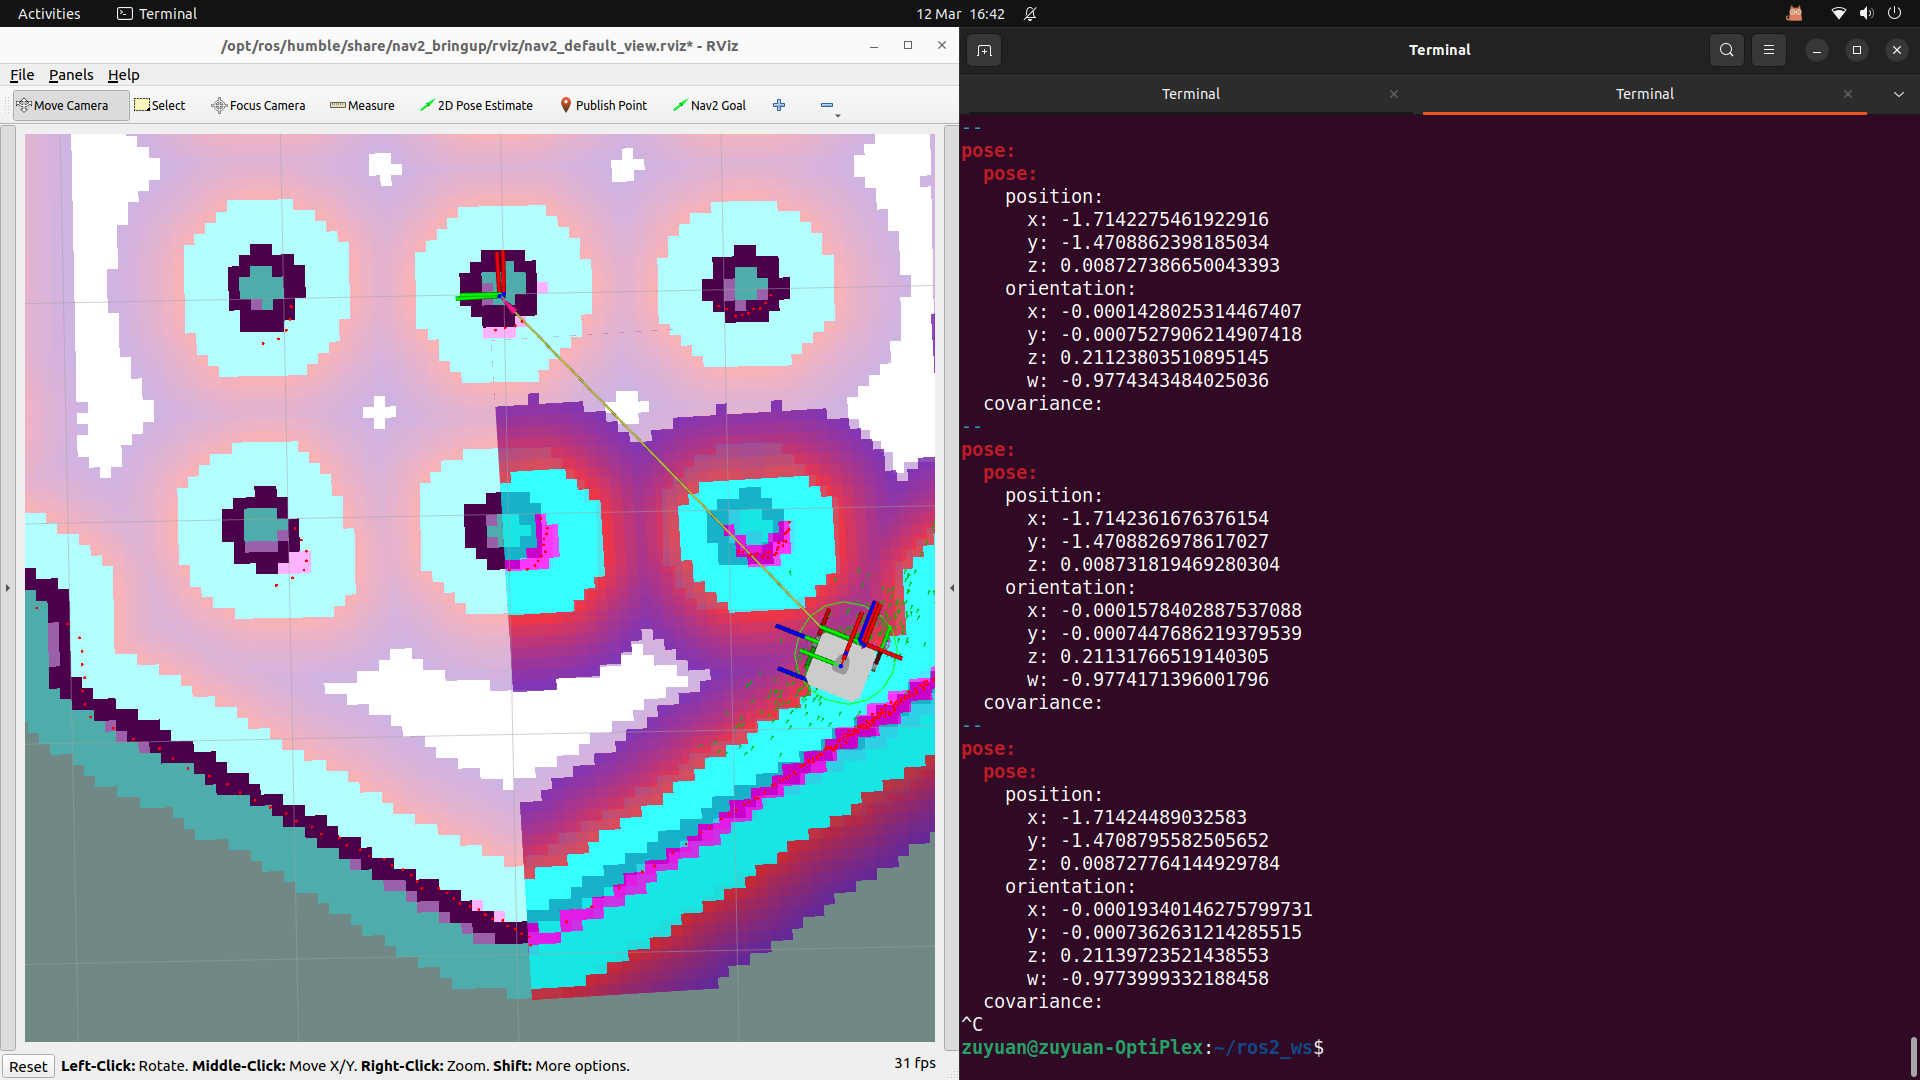 Activities
Terminal
12 Mar 16:42
/opt/ros/humble/share/nav2_bringup/rviz/nav2_default_view.rviz* - RViz
File Panels Help
Move Camera
Select
Focus Camera
Measure
2D Pose Estimate
Publish Point
Nav2 Goal
Reset
Left-Click: Rotate. Middle-Click: Move X/Y. Right-Click: Zoom. Shift: More options.
31 fps
Terminal
Terminal
Terminal
--
pose:
pose:
position:
x: -1.7142275461922916
y: -1.4708862398185034
z: 0.008727386650043393
orientation:
x: -0.0001428025314467407
y: -0.0007527906214907418
z: 0.21123803510895145
w: -0.9774343484025036
covariance:
--
pose:
pose:
position:
x: -1.7142361676376154
y: -1.4708826978617027
z: 0.008731819469280304
orientation:
x: -0.0001578402887537088
y: -0.0007447686219379539
z: 0.21131766519140305
w: -0.9774171396001796
covariance:
--
pose:
pose:
position:
x: -1.71424489032583
y: -1.4708795582505652
z: 0.008727764144929784
orientation:
x: -0.00019340146275799731
y: -0.0007362631214285515
z: 0.21139723521438553
w: -0.9773999332188458
covariance:
^C
zuyuan@zuyuan-OptiPlex:~/ros2_ws$